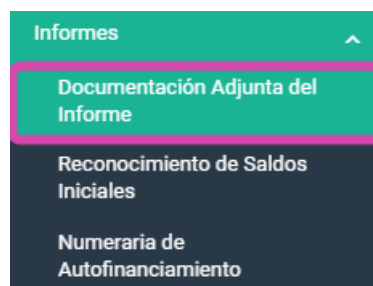 Informes
Documentación Adjunta del
Informe
Reconocimiento de Saldos
Iniciales
Numeraria de
Autofinanciamiento